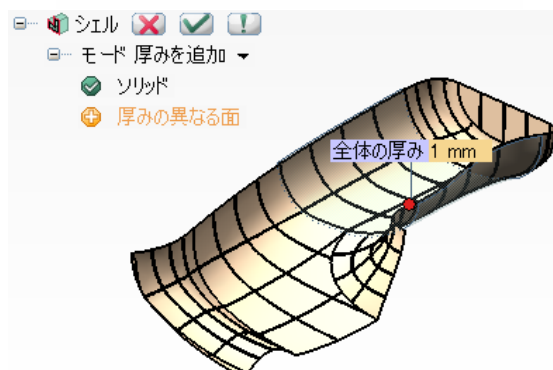 シェル
モード 厚みを追加
ソリッド
厚みの異なる面
全体の厚み 1 mm